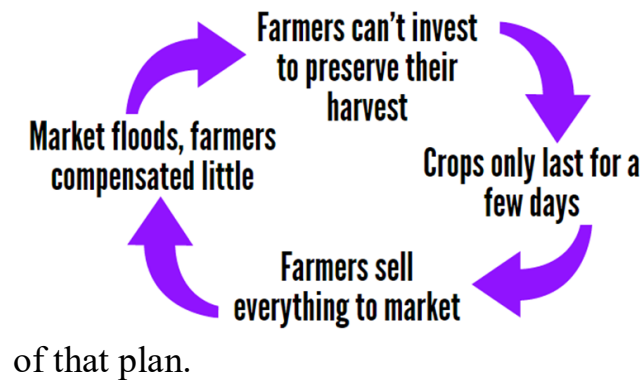 Farmers can't invest
to preserve their
harvest
Market floods, farmers
compensated little
Crops only last for a
few days
Farmers sell
everything to market
of that plan.